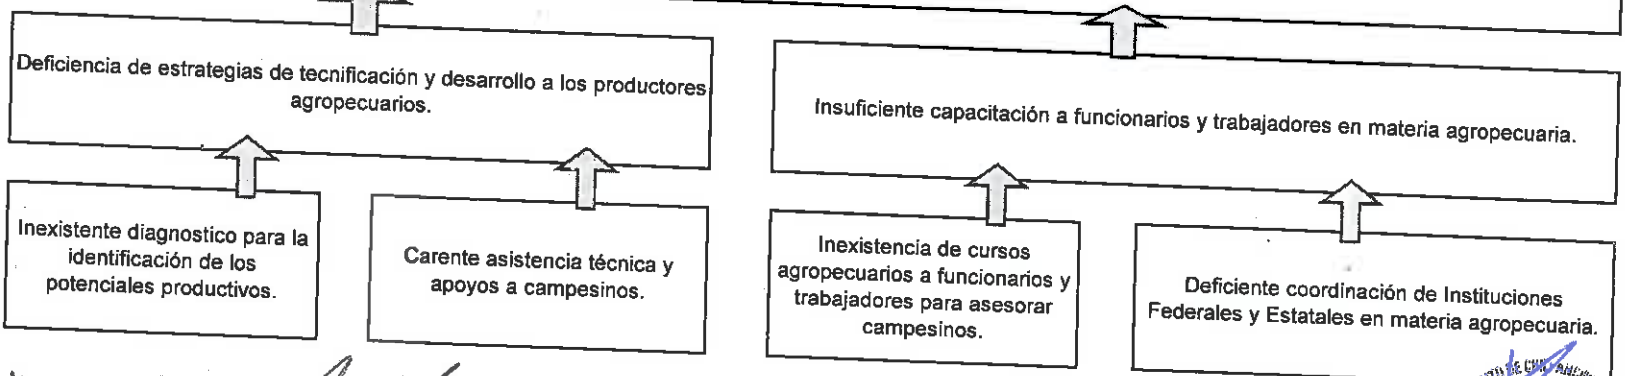 Deficiencia de estrategias de tecnificación y desarrollo a los productores
agropecuarios.
Insuficiente capacitación a funcionarios y trabajadores en materia agropecuaria.
Inexistente diagnostico para la
identificación de los
potenciales productivos.
Carente asistencia técnica y
apoyos a campesinos.
Inexistencia de cursos
agropecuarios a funcionarios y
trabajadores para asesorar
campesinos.
Deficiente coordinación de Instituciones
Federales y Estatales en materia agropecuaria.